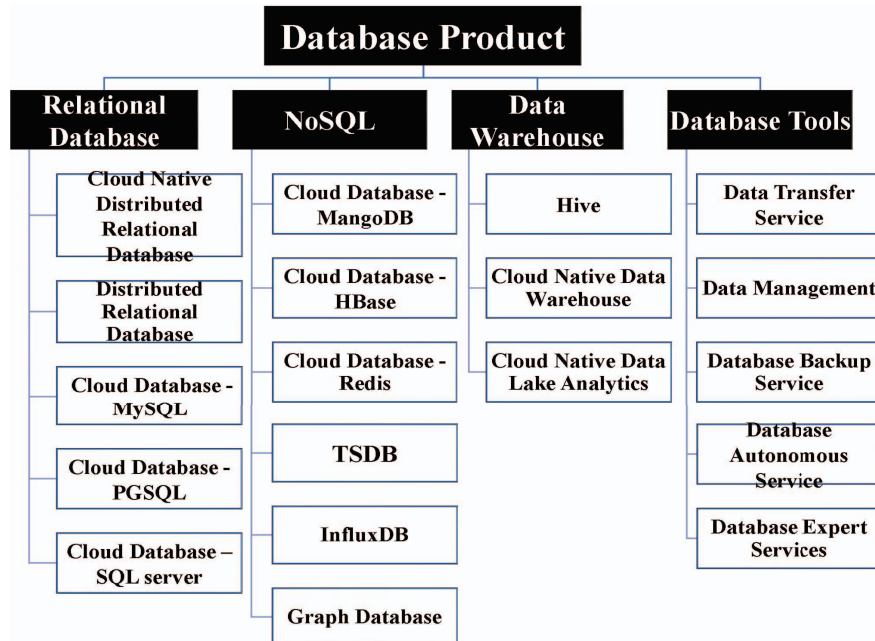 Database Product
Relational
Database
NoSQL
Data
Warehouse
Database Tools
Cloud Native
Distributed
Relational
Database
Distributed
Relational
Database
Cloud Database -
MySQL
Cloud Database -
PGSQL
Cloud Database –
SQL server
Cloud Database -
MangoDB
Cloud Database -
HBase
Cloud Database -
Redis
TSDB
InfluxDB
Graph Database
Hive
Cloud Native Data
Warehouse
Cloud Native Data
Lake Analytics
Data Transfer
Service
Data Management
Database Backup
Service
Database
Autonomous
Service
Database Expert
Services